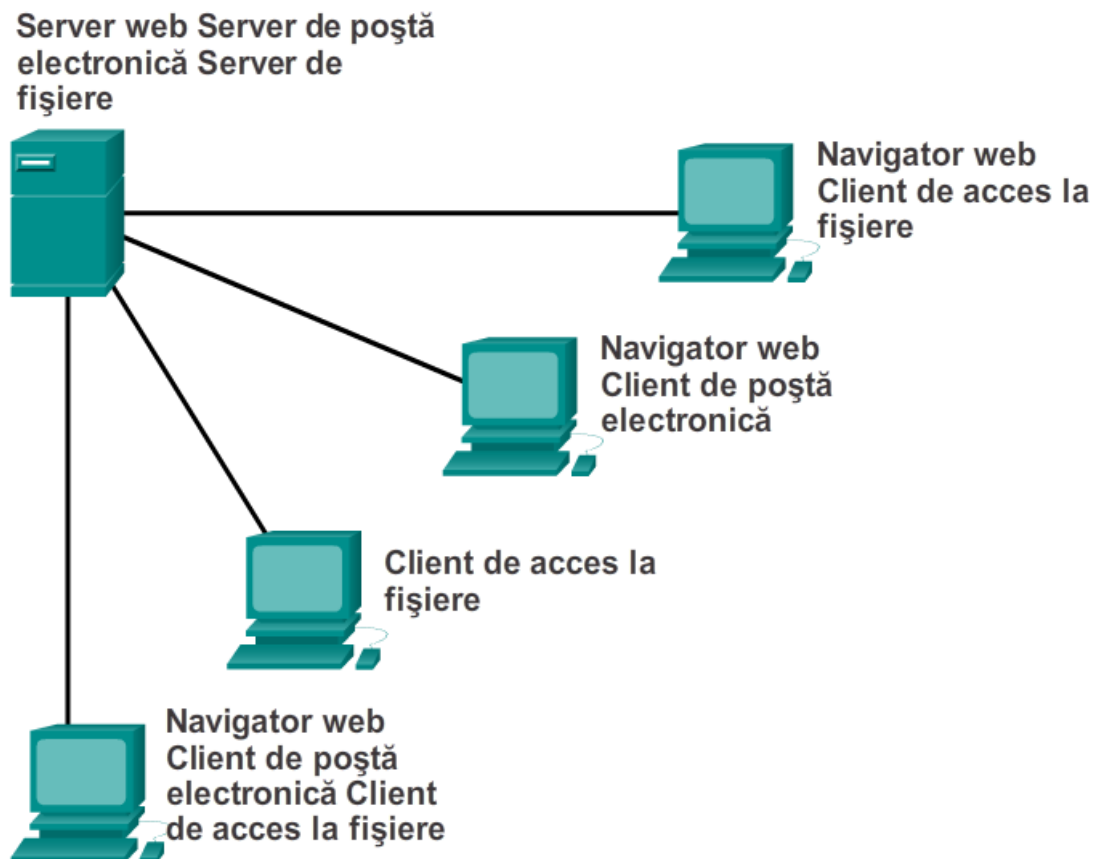 Server web Server de poştă
electronică Server de
fişiere
Navigator web
Client de acces la
fişiere
Navigator web
Client de poştă
electronică
Client de acces la
fişiere
Navigator web
Client de poştă
electronică Client
de acces la fişiere